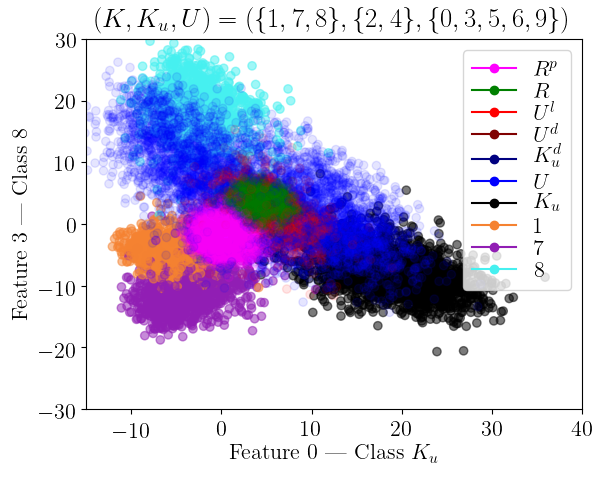 (K, K_u, U) = ({1, 7, 8}, {2, 4}, {0, 3, 5, 6, 9})
30
20
10
0
−10
−20
−30
Feature 3 — Class 8
R^p
R
U^l
U^d
K_u^d
U
K_u
1
7
8
−10
0
10
20
30
40
Feature 0 — Class K_u